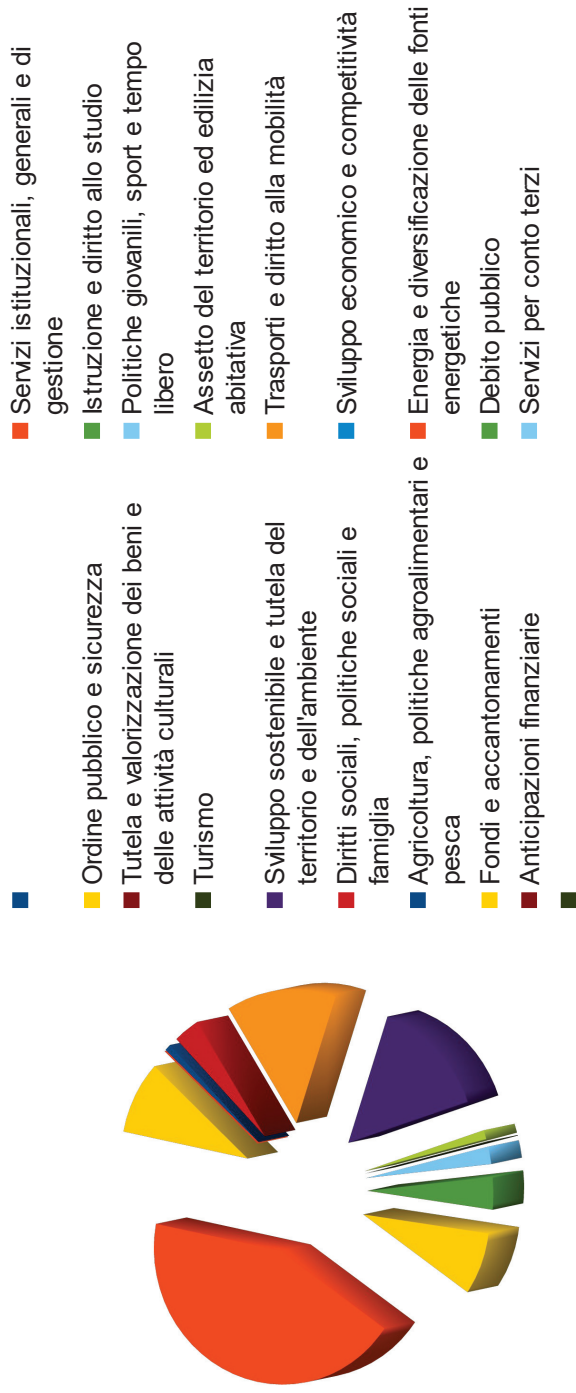 Ordine pubblico e sicurezza
Tutela e valorizzazione dei beni e
delle attività culturali
Turismo
Sviluppo sostenibile e tutela del
territorio e dell'ambiente
Diritti sociali, politiche sociali e
famiglia
Agricoltura, politiche agroalimentari e
pesca
Fondi e accantonamenti
Anticipazioni finanziarie
Servizi istituzionali, generali e di
gestione
Istruzione e diritto allo studio
Politiche giovanili, sport e tempo
libero
Assetto del territorio ed edilizia
abitativa
Trasporti e diritto alla mobilità
Sviluppo economico e competitività
Energia e diversificazione delle fonti
energetiche
Debito pubblico
Servizi per conto terzi